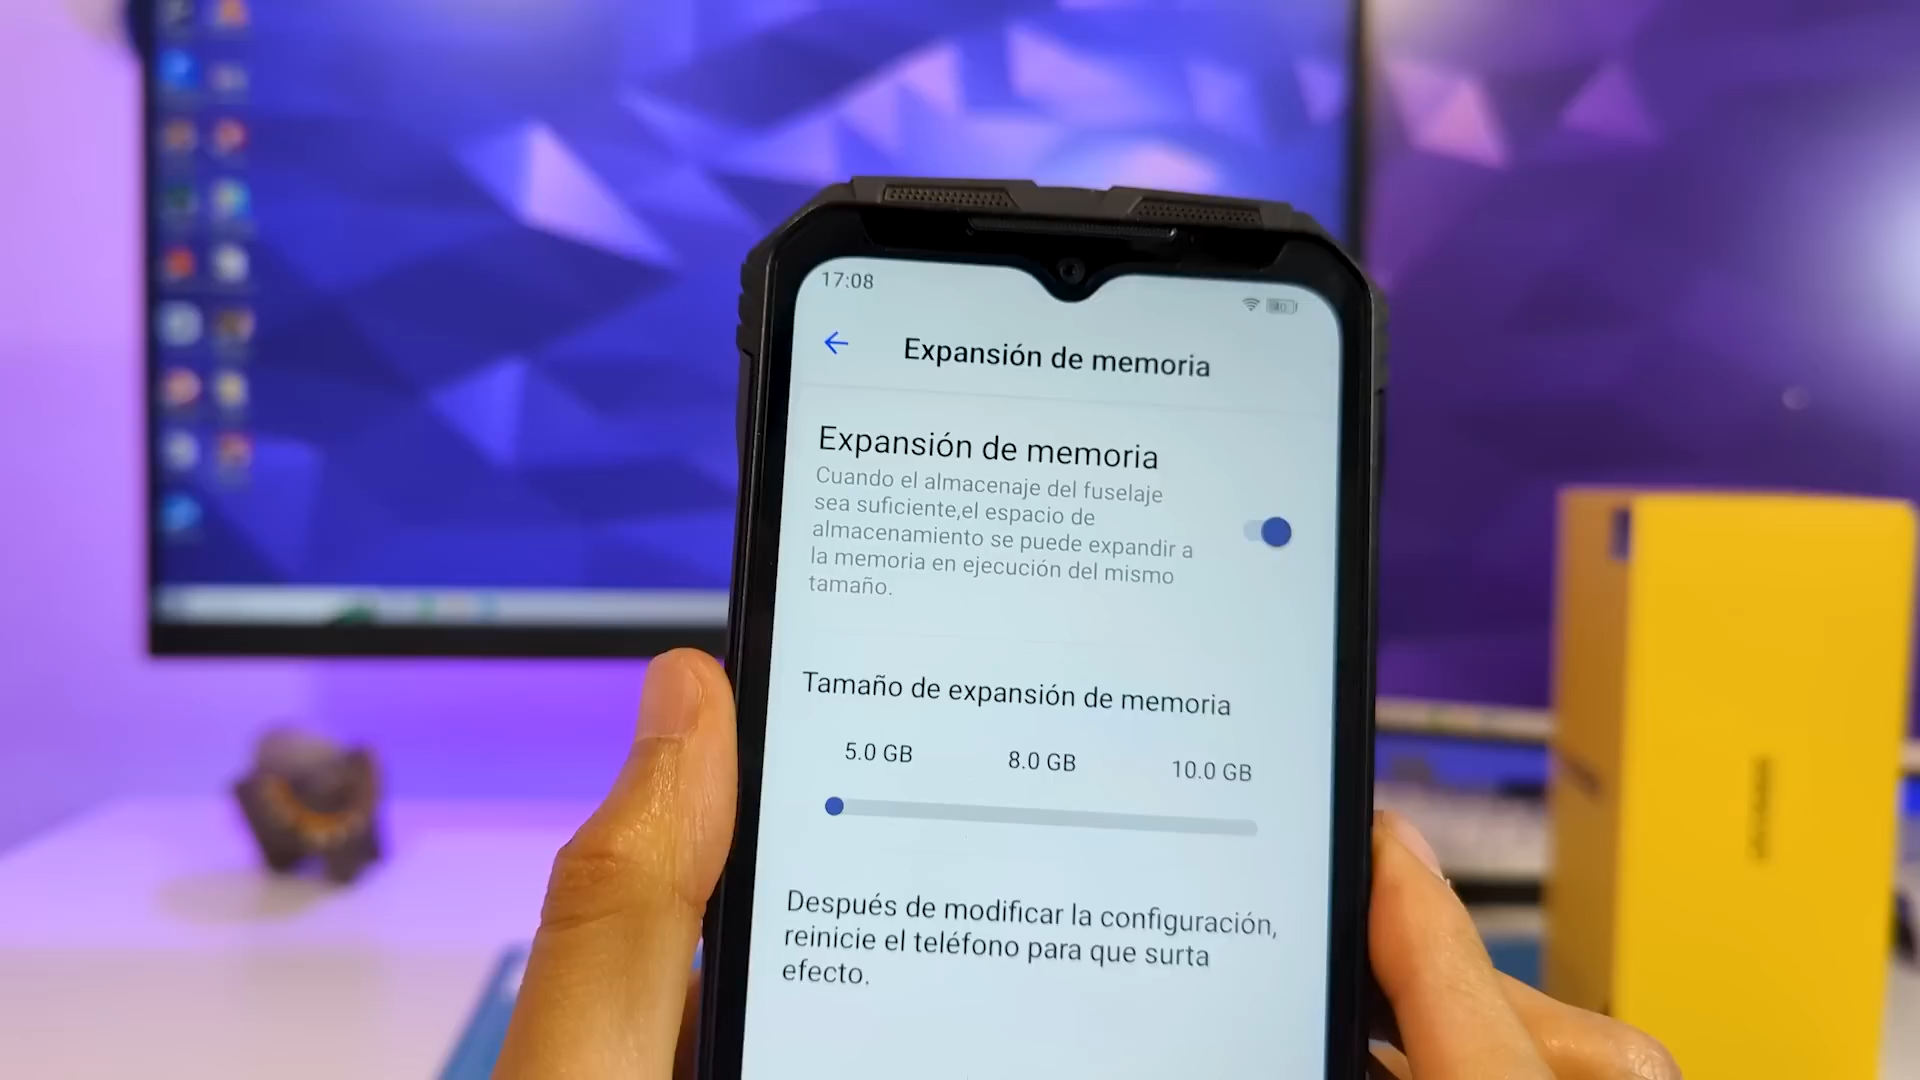 17:08
Expansión de memoria
Expansión de memoria
Cuando el almacenaje del fuselaje
sea suficiente,el espacio de
almacenamiento se puede expandir a
la memoria en ejecución del mismo
tamaño.
Tamaño de expansión de memoria
5.0 GB 8.0 GB 10.0 GB
Después de modificar la configuración,
reinicie el teléfono para que surta
efecto.